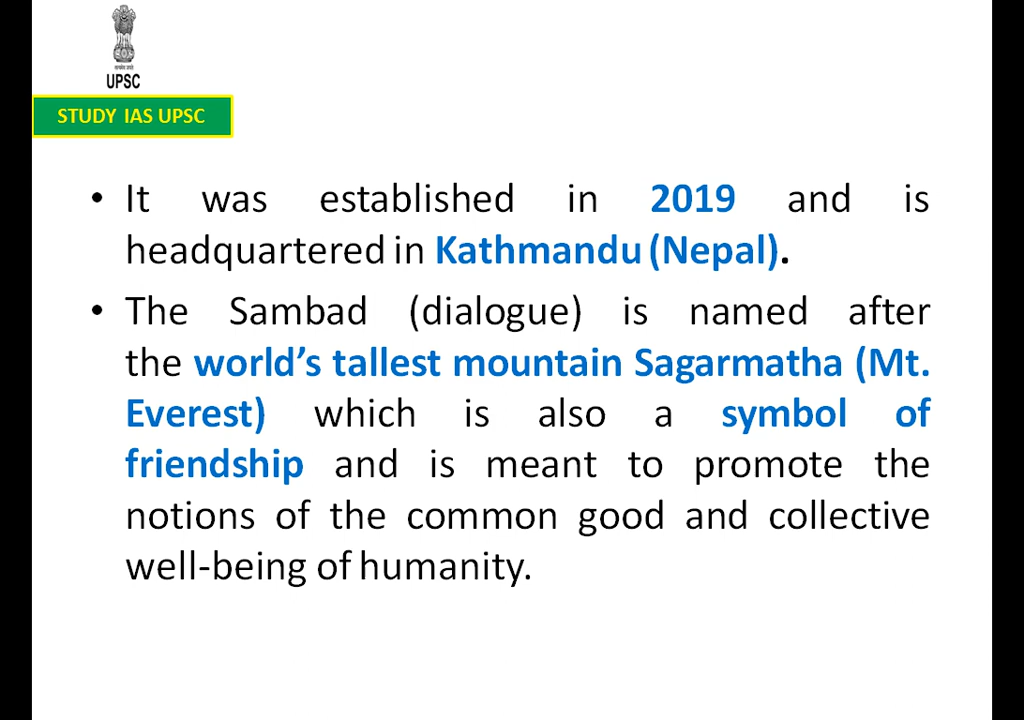 UPSC
STUDY IAS UPSC
• It was established in 2019 and is
headquartered in Kathmandu (Nepal).
• The Sambad (dialogue) is named after
the world’s tallest mountain Sagarmatha (Mt.
Everest) which is also a symbol of
friendship and is meant to promote the
notions of the common good and collective
well-being of humanity.